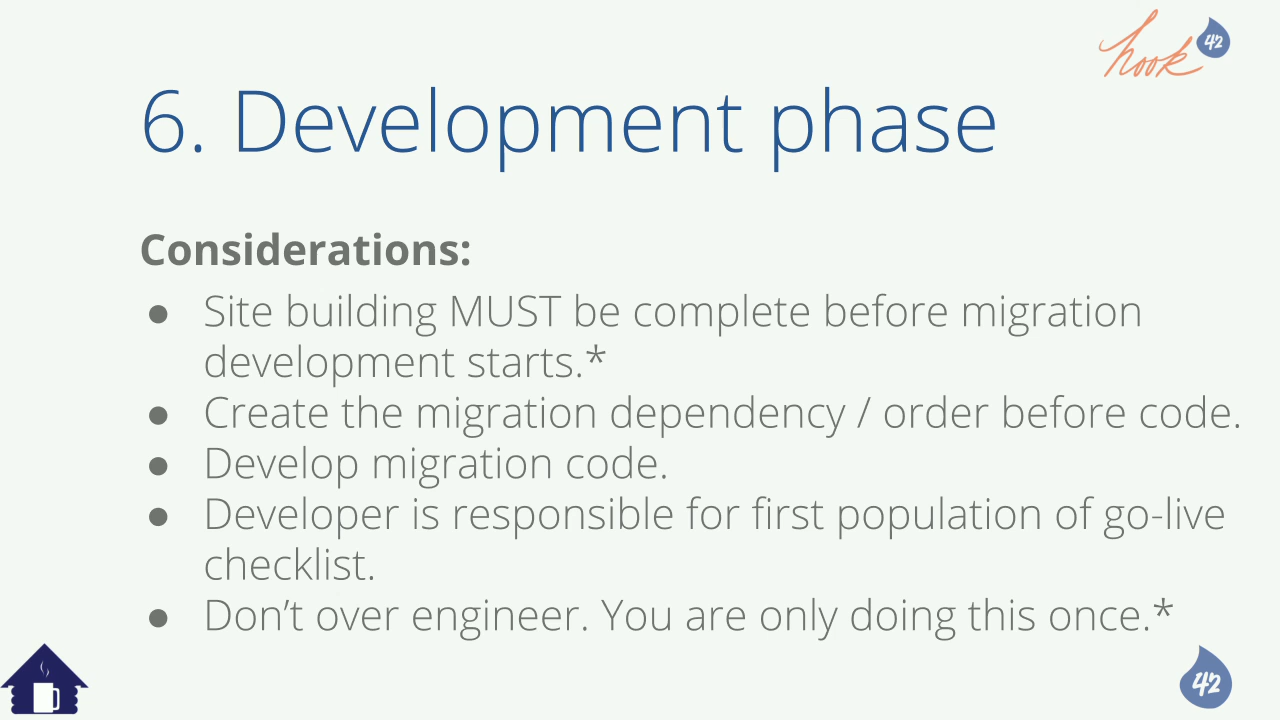 hook 42
6. Development phase
Considerations:
● Site building MUST be complete before migration
development starts.*
● Create the migration dependency / order before code.
● Develop migration code.
● Developer is responsible for first population of go-live
checklist.
● Don’t over engineer. You are only doing this once.*
42